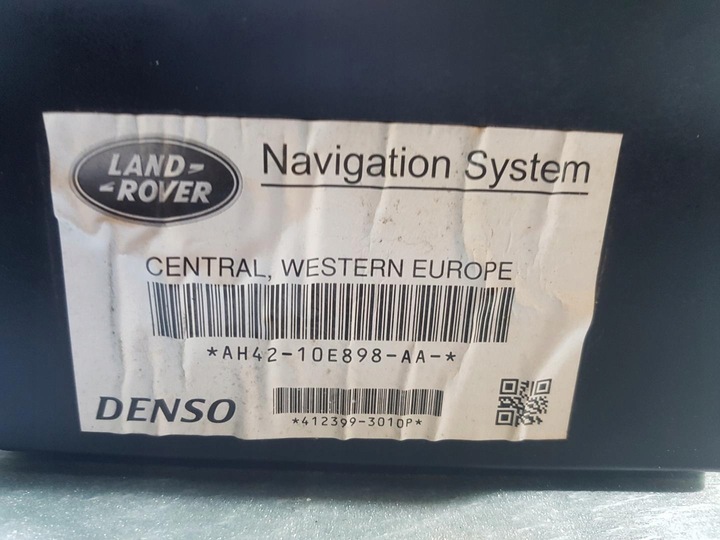 LAND-
-ROVER
Navigation System
CENTRAL, WESTERN EUROPE
*AH42-10E898-AA-*
DENSO
*412399-3010P*